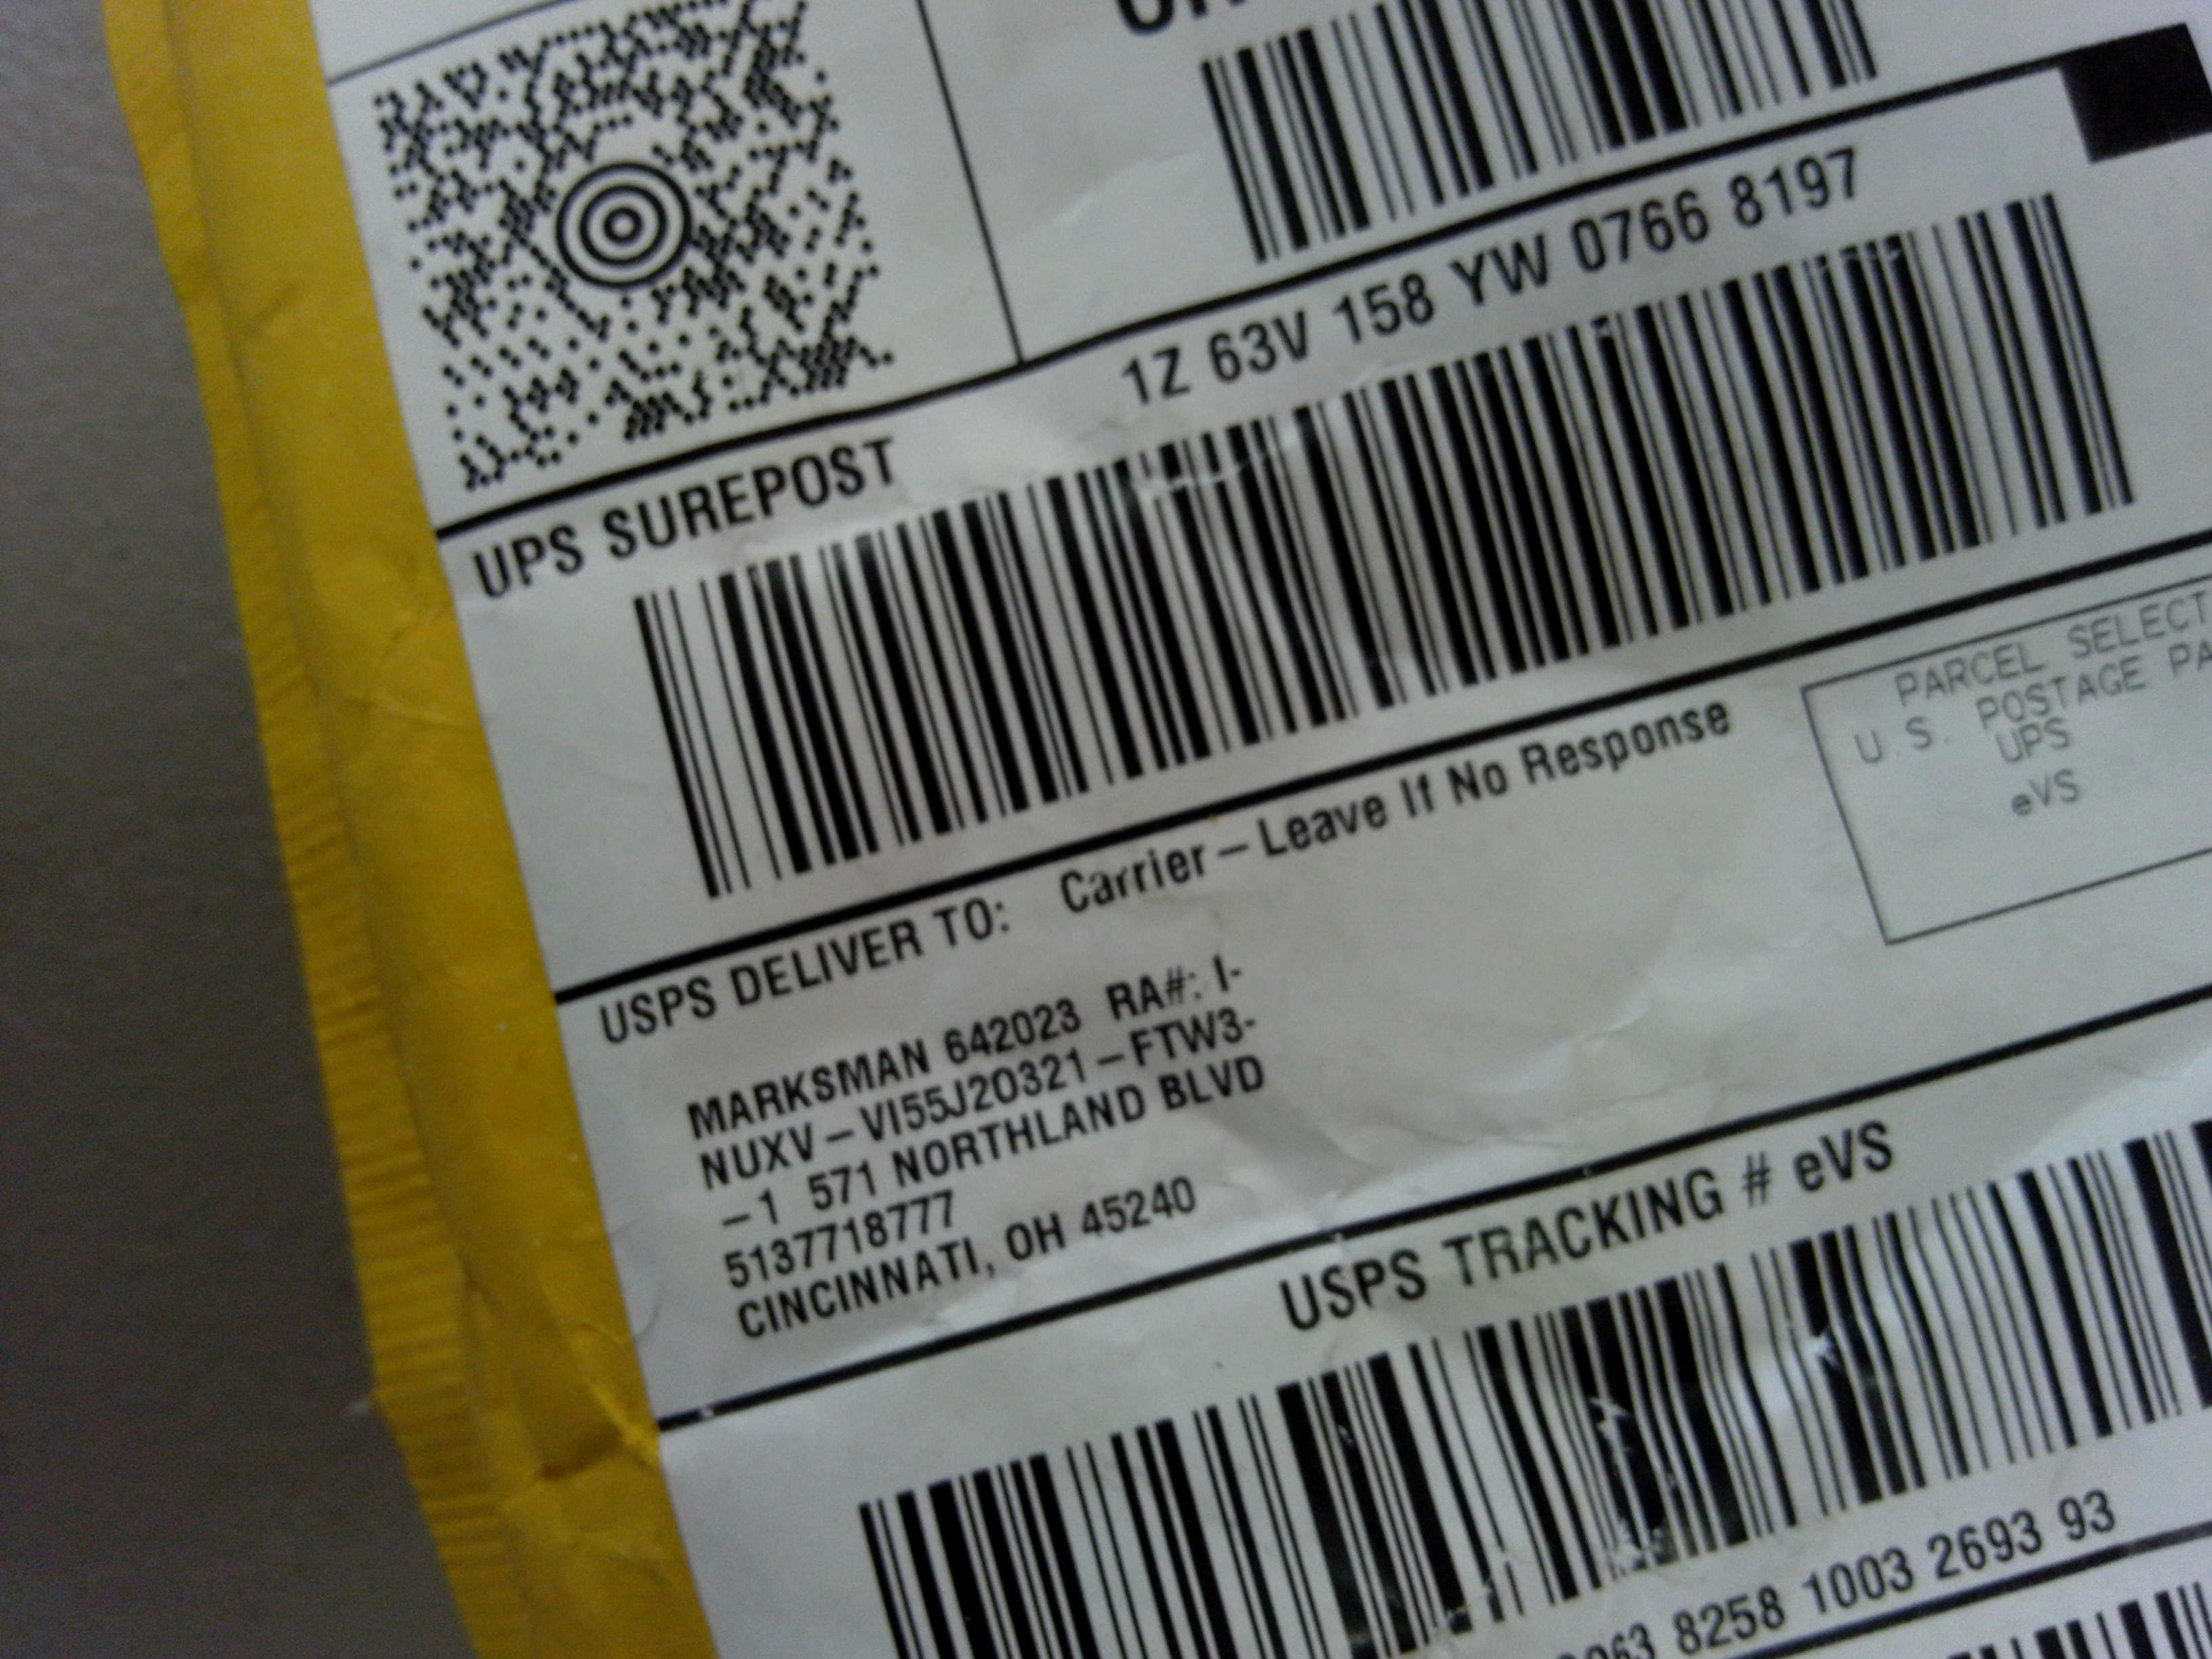 1Z 63V 158 YW 0766 8197
UPS SUREPOST
PARCEL SELECT
U.S. POSTAGE
UPS
eVS
USPS DELIVER TO: Carrier – Leave If No Response
MARKSMAN 642023 RA#: I-
NUXV – VI55J20321 – FTW3-
– 1 571 NORTHLAND BLVD
5137718777
CINCINNATI, OH 45240
USPS TRACKING # eVS
8258 1003 2693 93